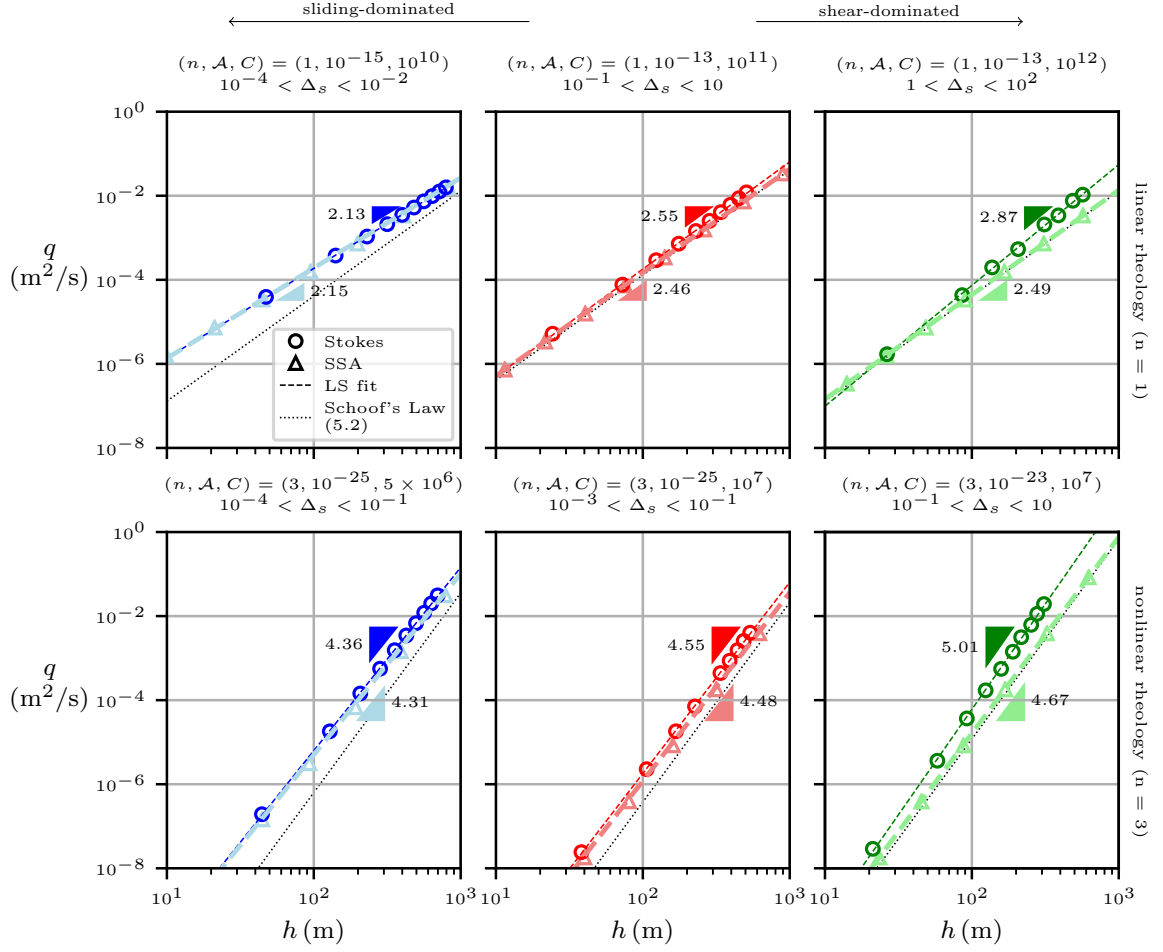 sliding-dominated
shear-dominated
(n, A, C) = (1, 10⁻¹⁵, 10¹⁰)
10⁻⁴ < Δₛ < 10⁻²
(n, A, C) = (1, 10⁻¹³, 10¹¹)
10⁻¹ < Δₛ < 10
(n, A, C) = (1, 10⁻¹³, 10¹²)
1 < Δₛ < 10²
10⁰
10⁻²
10⁻⁴
10⁻⁶
10⁻⁸
q
(m²/s)
2.13
2.15
Stokes
SSA
LS fit
Schoof's Law
(5.2)
2.55
2.46
2.87
2.49
linear rheology (n = 1)
(n, A, C) = (3, 10⁻²⁵, 5 × 10⁶)
10⁻⁴ < Δₛ < 10⁻¹
(n, A, C) = (3, 10⁻²⁵, 10⁷)
10⁻³ < Δₛ < 10⁻¹
(n, A, C) = (3, 10⁻²³, 10⁷)
10⁻¹ < Δₛ < 10
10⁰
10⁻²
10⁻⁴
10⁻⁶
10⁻⁸
q
(m²/s)
4.36
4.31
4.55
4.48
5.01
4.67
nonlinear rheology (n = 3)
10¹ 10² 10³
10¹ 10² 10³
10¹ 10² 10³
h (m)
h (m)
h (m)